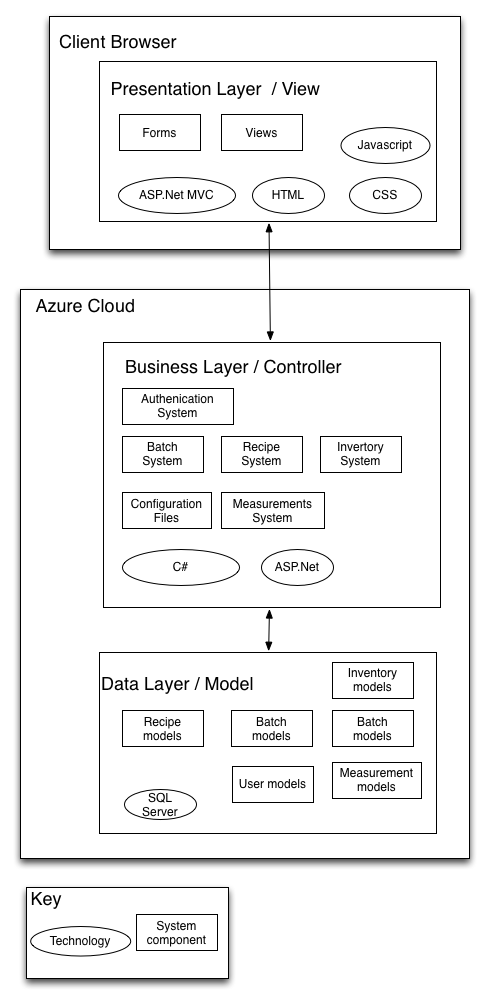 Client Browser
Presentation Layer / View
Forms
Views
Javascript
ASP.Net MVC
HTML
CSS
Azure Cloud
Business Layer / Controller
Authenication
System
Batch
System
Recipe
System
Invertory
System
Configuration
Files
Measurements
System
C#
ASP.Net
Data Layer / Model
Inventory
models
Recipe
models
Batch
models
Batch
models
User models
Measurement
models
SQL
Server
Key
Technology
System
component